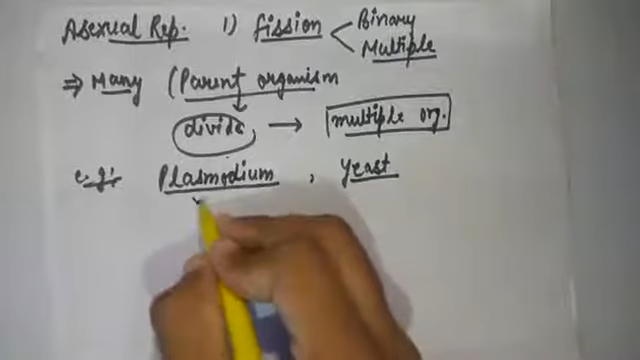 Asexual Rep. 1) fission < Binary
Multiple
⇒ Many (Parent organism
divide → multiple org.
e.g: Plasmodium, Yeast